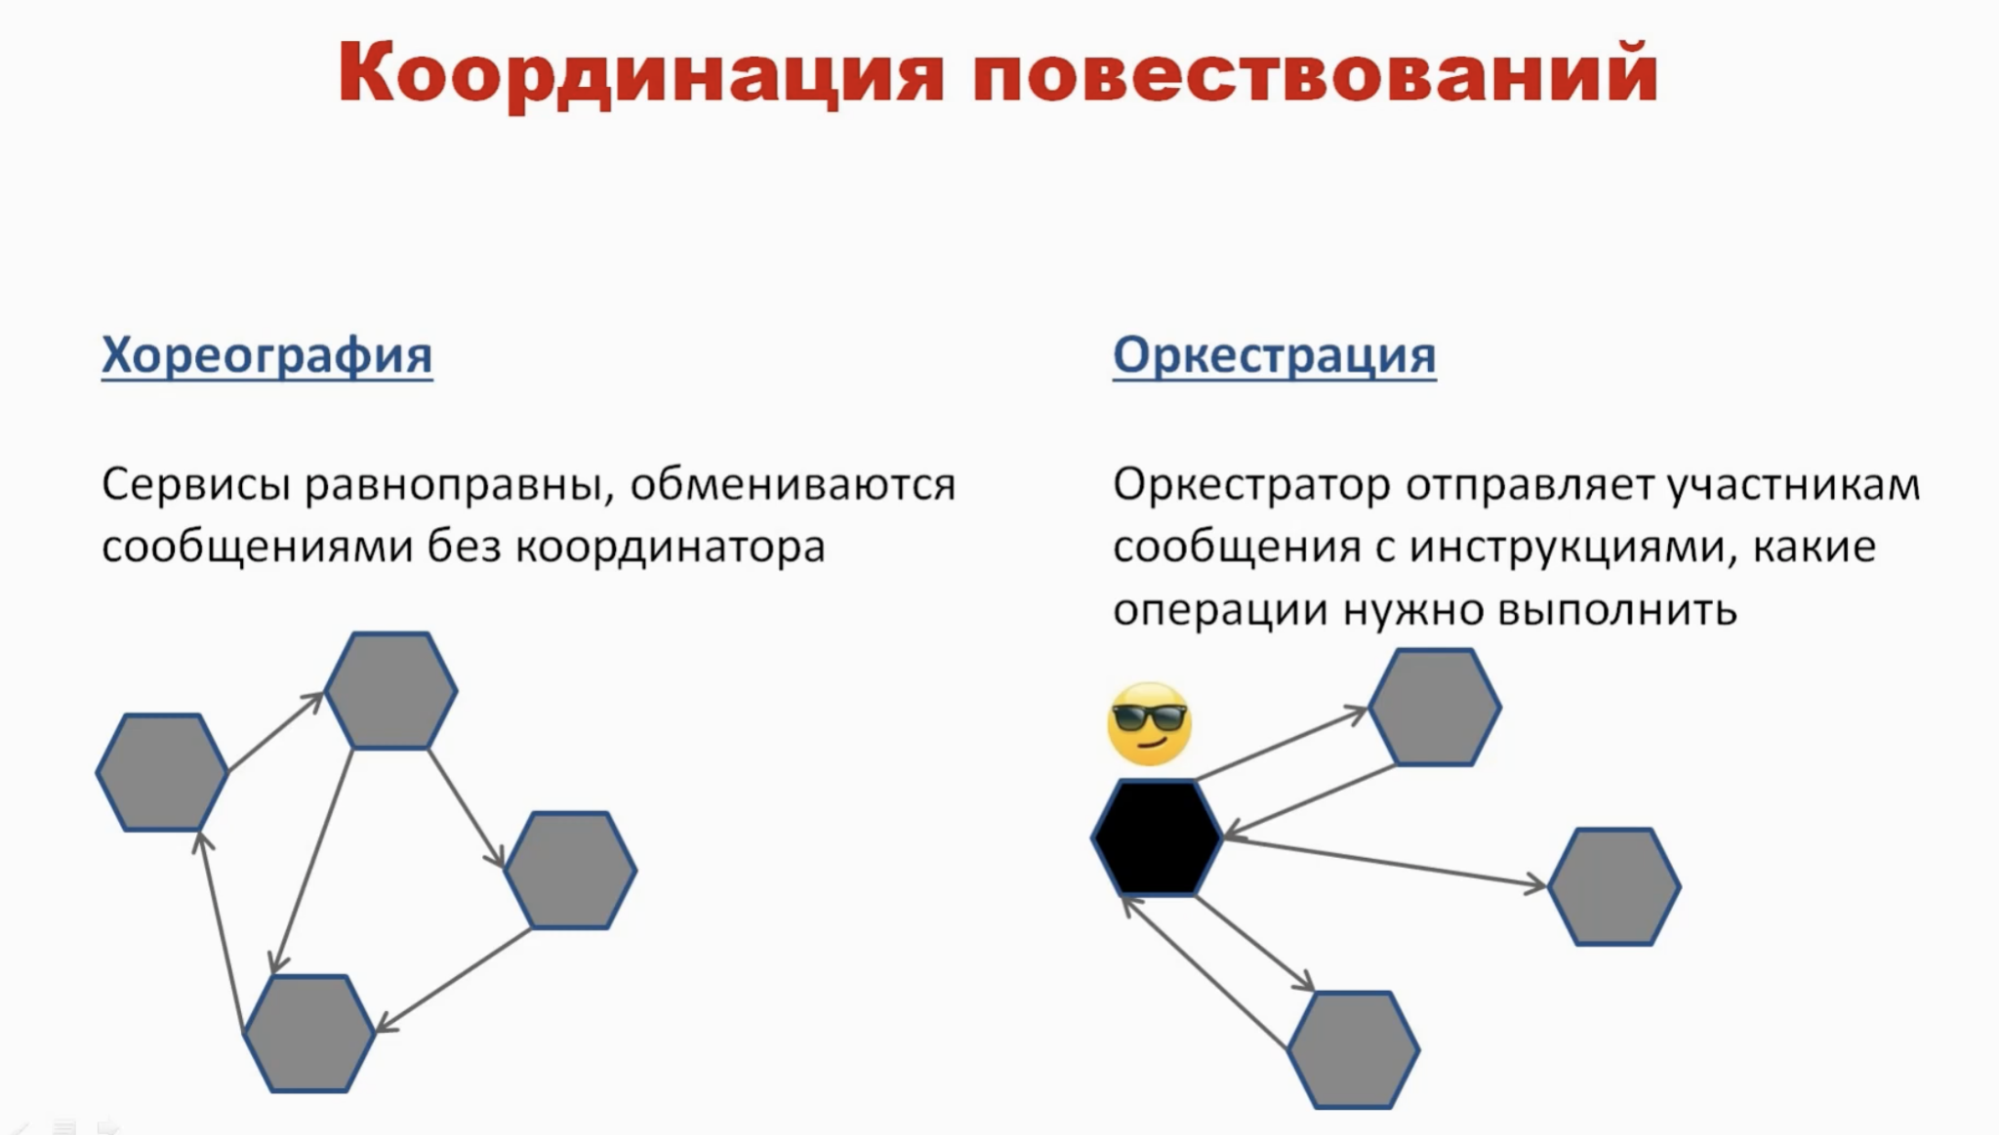 Координация повествований
Хореография
Сервисы равноправны, обмениваются
сообщениями без координатора
Оркестрация
Оркестратор отправляет участникам
сообщения с инструкциями, какие
операции нужно выполнить